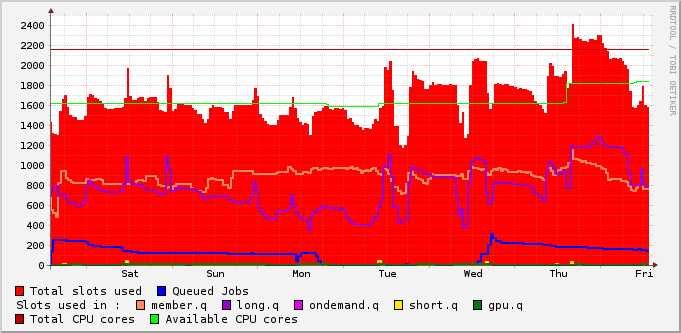 2400
2200
2000
1800
1600
1400
1200
1000
800
600
400
200
0
Sat Sun Mon Tue Wed Thu Fri
RRDTOOL / TOBI OETIKER
Total slots used Queued Jobs
Slots used in : member.q long.q ondemand.q short.q gpu.q
Total CPU cores Available CPU cores